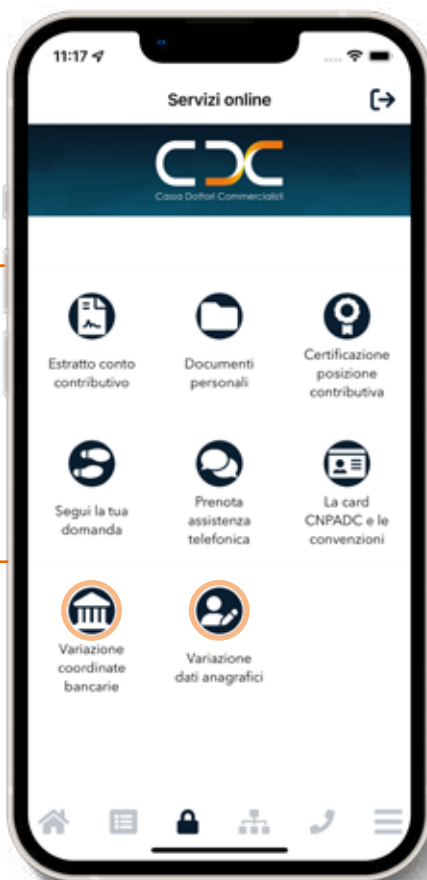 11:17
Servizi online
CDC
Cassa Dottori Commercialisti
Estratto conto
contributivo
Documenti
personali
Certificazione
posizione
contributiva
Segui la tua
domanda
Prenota
assistenza
telefonica
La card
CNPADC e le
convenzioni
Variazione
coordinate
bancarie
Variazione
dati anagrafici